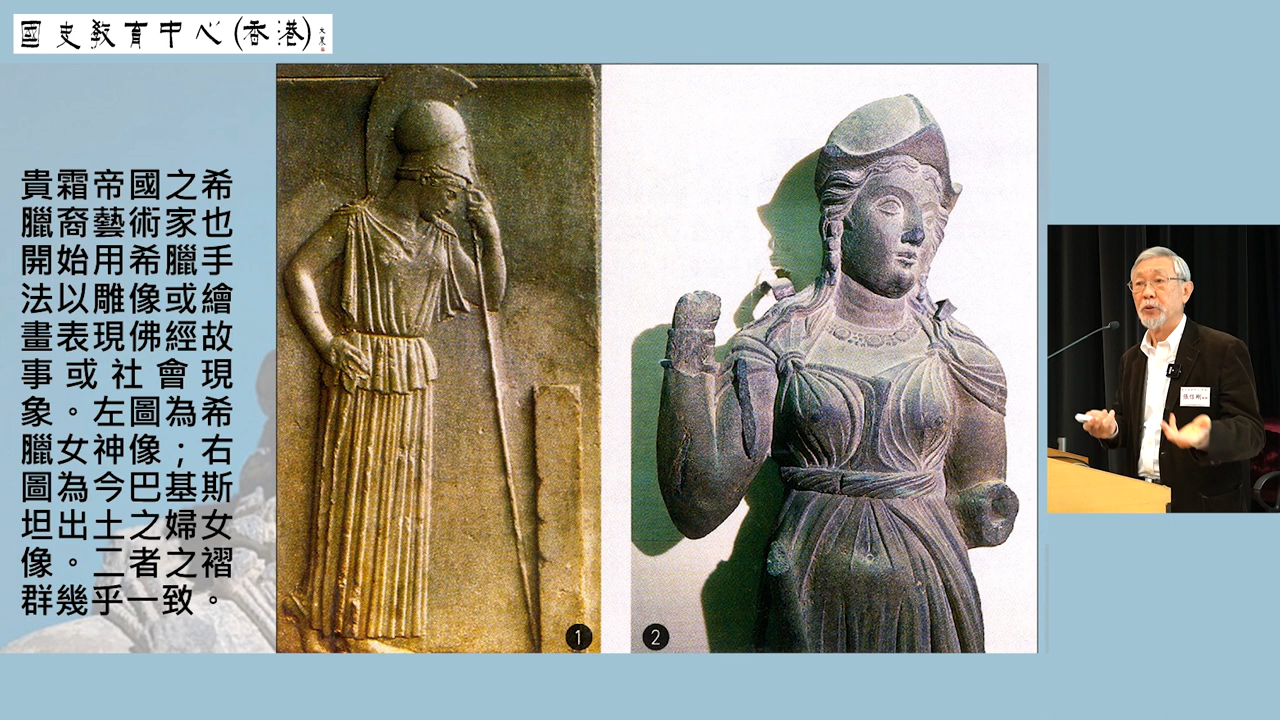 國史教育中心(香港)
貴霜帝國之希
臘裔藝術家也
開始用希臘手
法以雕像或繪
畫表現佛經故
事或社會現
象。左圖為希
臘女神像；右
圖為今巴基斯
坦出土之婦女
像。二者之褶
群幾乎一致。
1
2